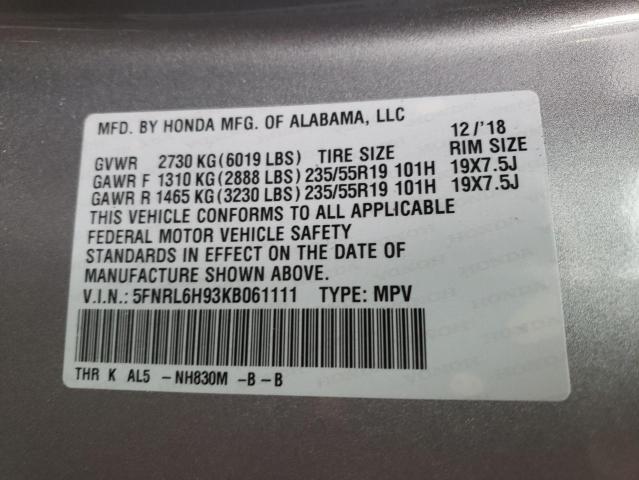 MFD. BY HONDA MFG. OF ALABAMA, LLC
12 /'18
GVWR 2730 KG (6019 LBS) TIRE SIZE RIM SIZE
GAWR F 1310 KG (2888 LBS) 235/55R19 101H 19X7.5J
GAWR R 1465 KG (3230 LBS) 235/55R19 101H 19X7.5J
THIS VEHICLE CONFORMS TO ALL APPLICABLE
FEDERAL MOTOR VEHICLE SAFETY
STANDARDS IN EFFECT ON THE DATE OF
MANUFACTURE SHOWN ABOVE.
V.I.N.: 5FNRL6H93KB061111 TYPE: MPV
THR K AL5 -NH830M -B-B